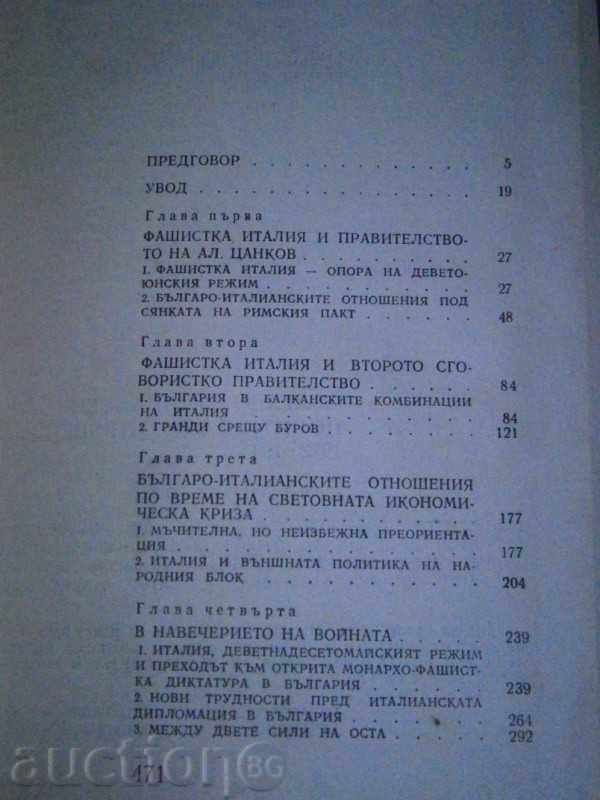 ПРЕДГОВОР . . . . . . . . . . . . . 5
УВОД . . . . . . . . . . . . . . . 19
Глава първа
ФАШИСТКА ИТАЛИЯ И ПРАВИТЕЛСТВО-
ТО НА АЛ. ЦАНКОВ . . . . . . . . . 27
1. ФАШИСТКА ИТАЛИЯ — ОПОРА НА ДЕВЕТО-
ЮНСКИЯ РЕЖИМ . . . . . . . . . . . 27
2. БЪЛГАРО-ИТАЛИАНСКИТЕ ОТНОШЕНИЯ ПОД
СЯНКАТА НА РИМСКИЯ ПАКТ . . . . . . 48
Глава втора
ФАШИСТКА ИТАЛИЯ И ВТОРОТО СГО-
ВОРИСТКО ПРАВИТЕЛСТВО . . . . . . 84
1. БЪЛГАРИЯ В БАЛКАНСКИТЕ КОМБИНАЦИИ
НА ИТАЛИЯ . . . . . . . . . . . . 84
2. ГРАНДИ СРЕЩУ БУРОВ . . . . . . . . 121
Глава трета
БЪЛГАРО-ИТАЛИАНСКИТЕ ОТНОШЕНИЯ
ПО ВРЕМЕ НА СВЕТОВНАТА ИКОНОМИ-
ЧЕСКА КРИЗА . . . . . . . . . . . 177
1. МЪЧИТЕЛНА, НО НЕИЗБЕЖНА ПРЕОРИЕНТА-
ЦИЯ . . . . . . . . . . . . . . . 177
2. ИТАЛИЯ И ВЪНШНАТА ПОЛИТИКА НА НА-
РОДНИЯ БЛОК . . . . . . . . . . . 204
Глава четвърта
В НАВЕЧЕРИЕТО НА ВОЙНАТА . . . . . 239
1. ИТАЛИЯ, ДЕВЕТНАДЕСЕТОМАЙСКИЯТ РЕЖИМ
И ПРЕХОДЪТ КЪМ ОТКРИТА МОНАРХО-ФАШИСТ-
КА ДИКТАТУРА В БЪЛГАРИЯ . . . . . . 239
2. НОВИ ТРУДНОСТИ ПРЕД ИТАЛИАНСКАТА
ДИПЛОМАЦИЯ В БЪЛГАРИЯ . . . . . . . 264
3. МЕЖДУ ДВЕТЕ СИЛИ НА ОСТА . . . . . 292
471
auction BG